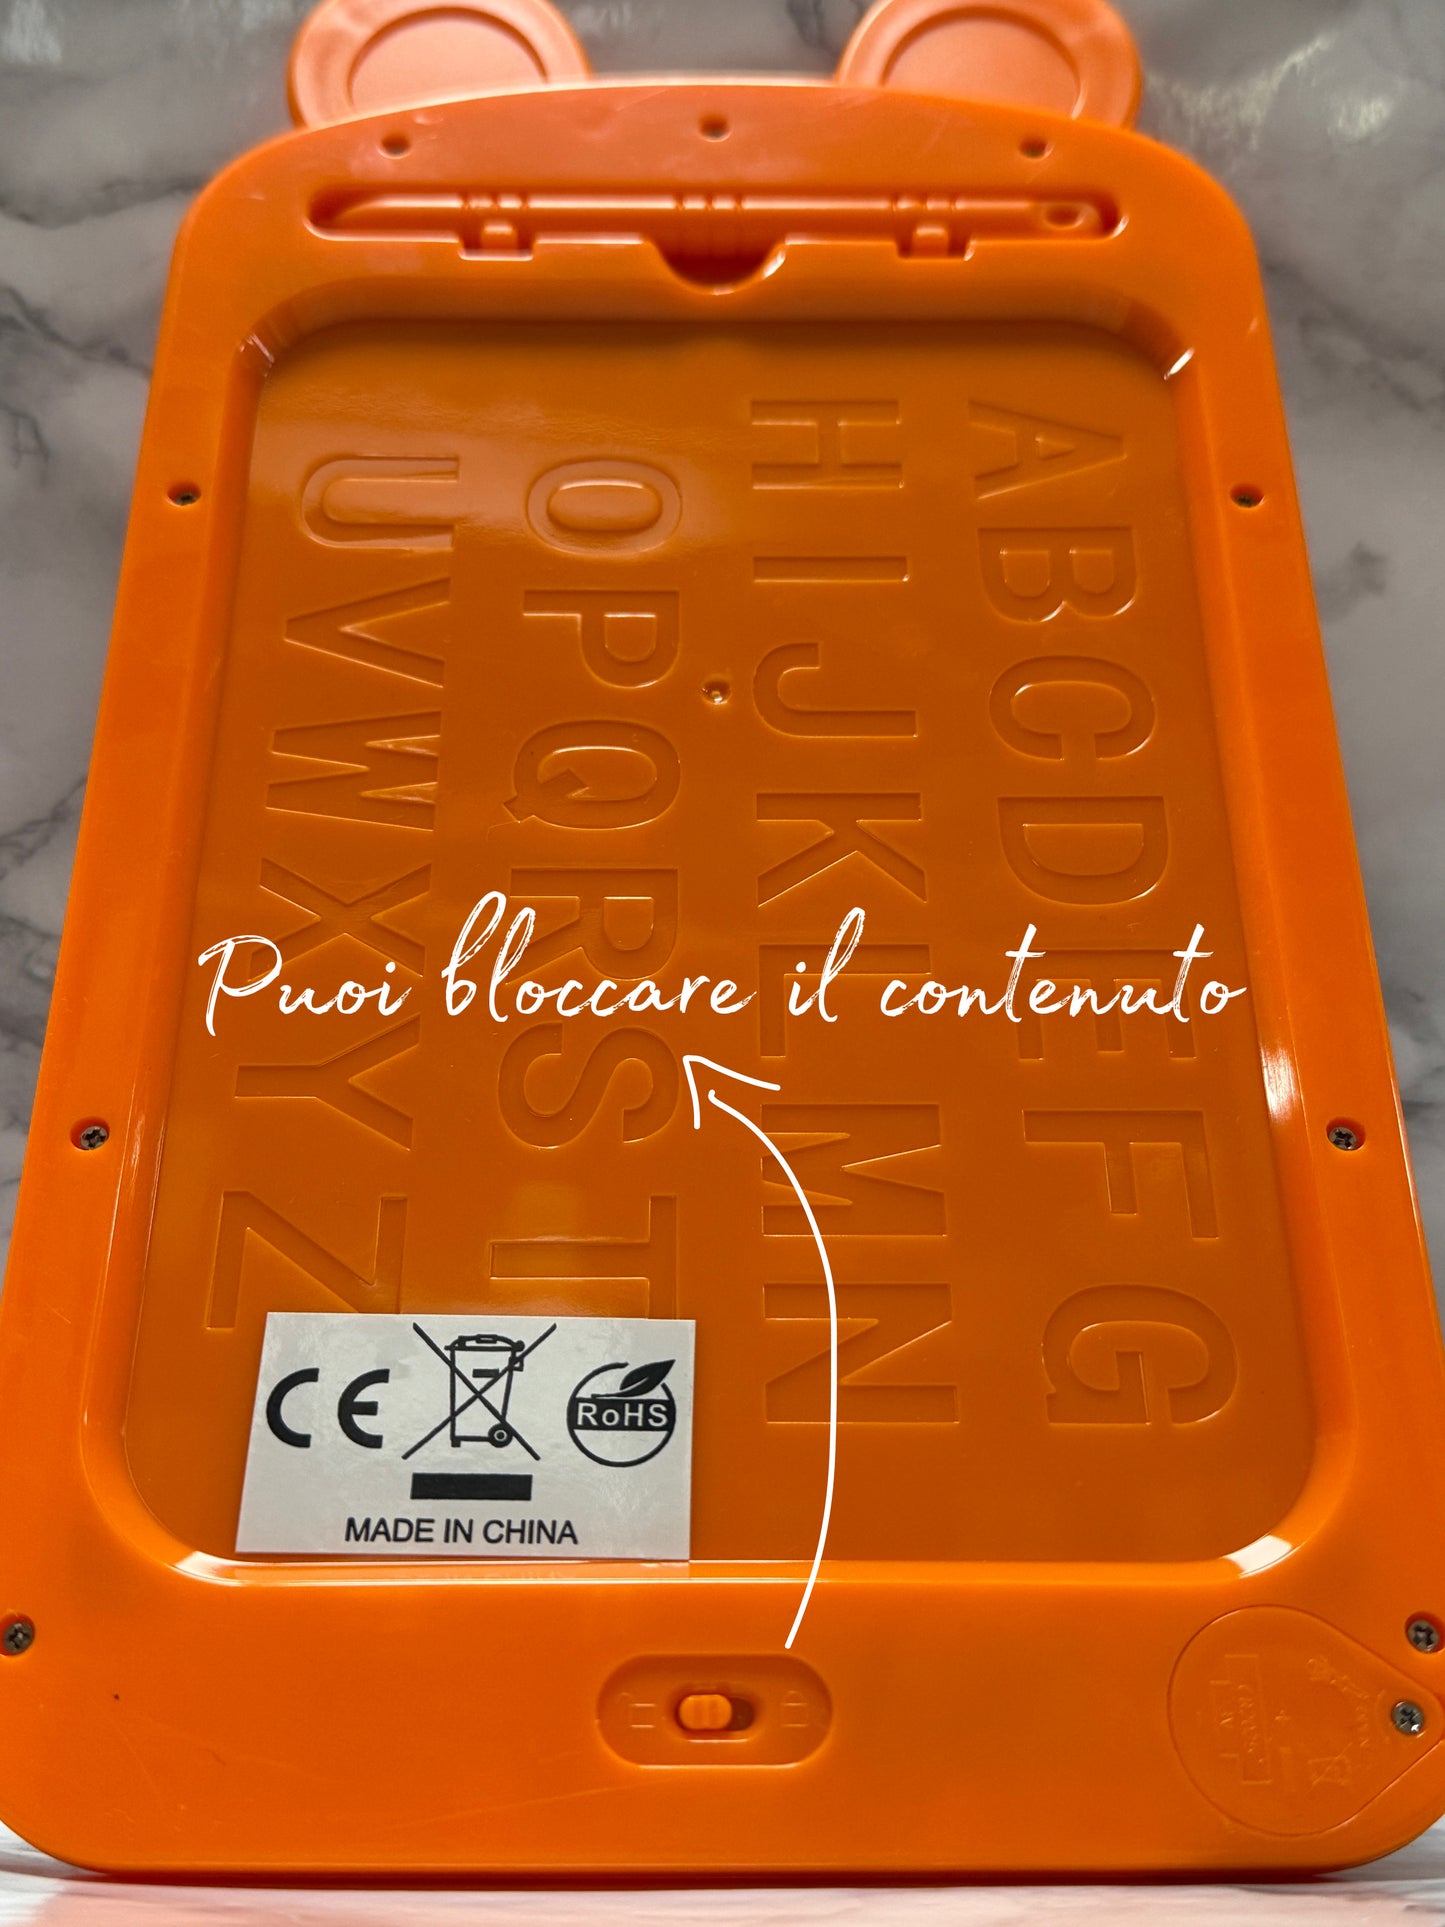 ABCDEFG
HIJKLMN
OPQRST
UVWXYZ
Puoi bloccare il contenuto
CE
RoHS
MADE IN CHINA